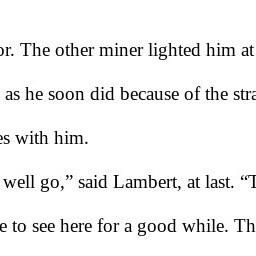 or. The other miner lighted him at
as he soon did because of the stra
es with him.
well go,” said Lambert, at last. “T
e to see here for a good while. Th